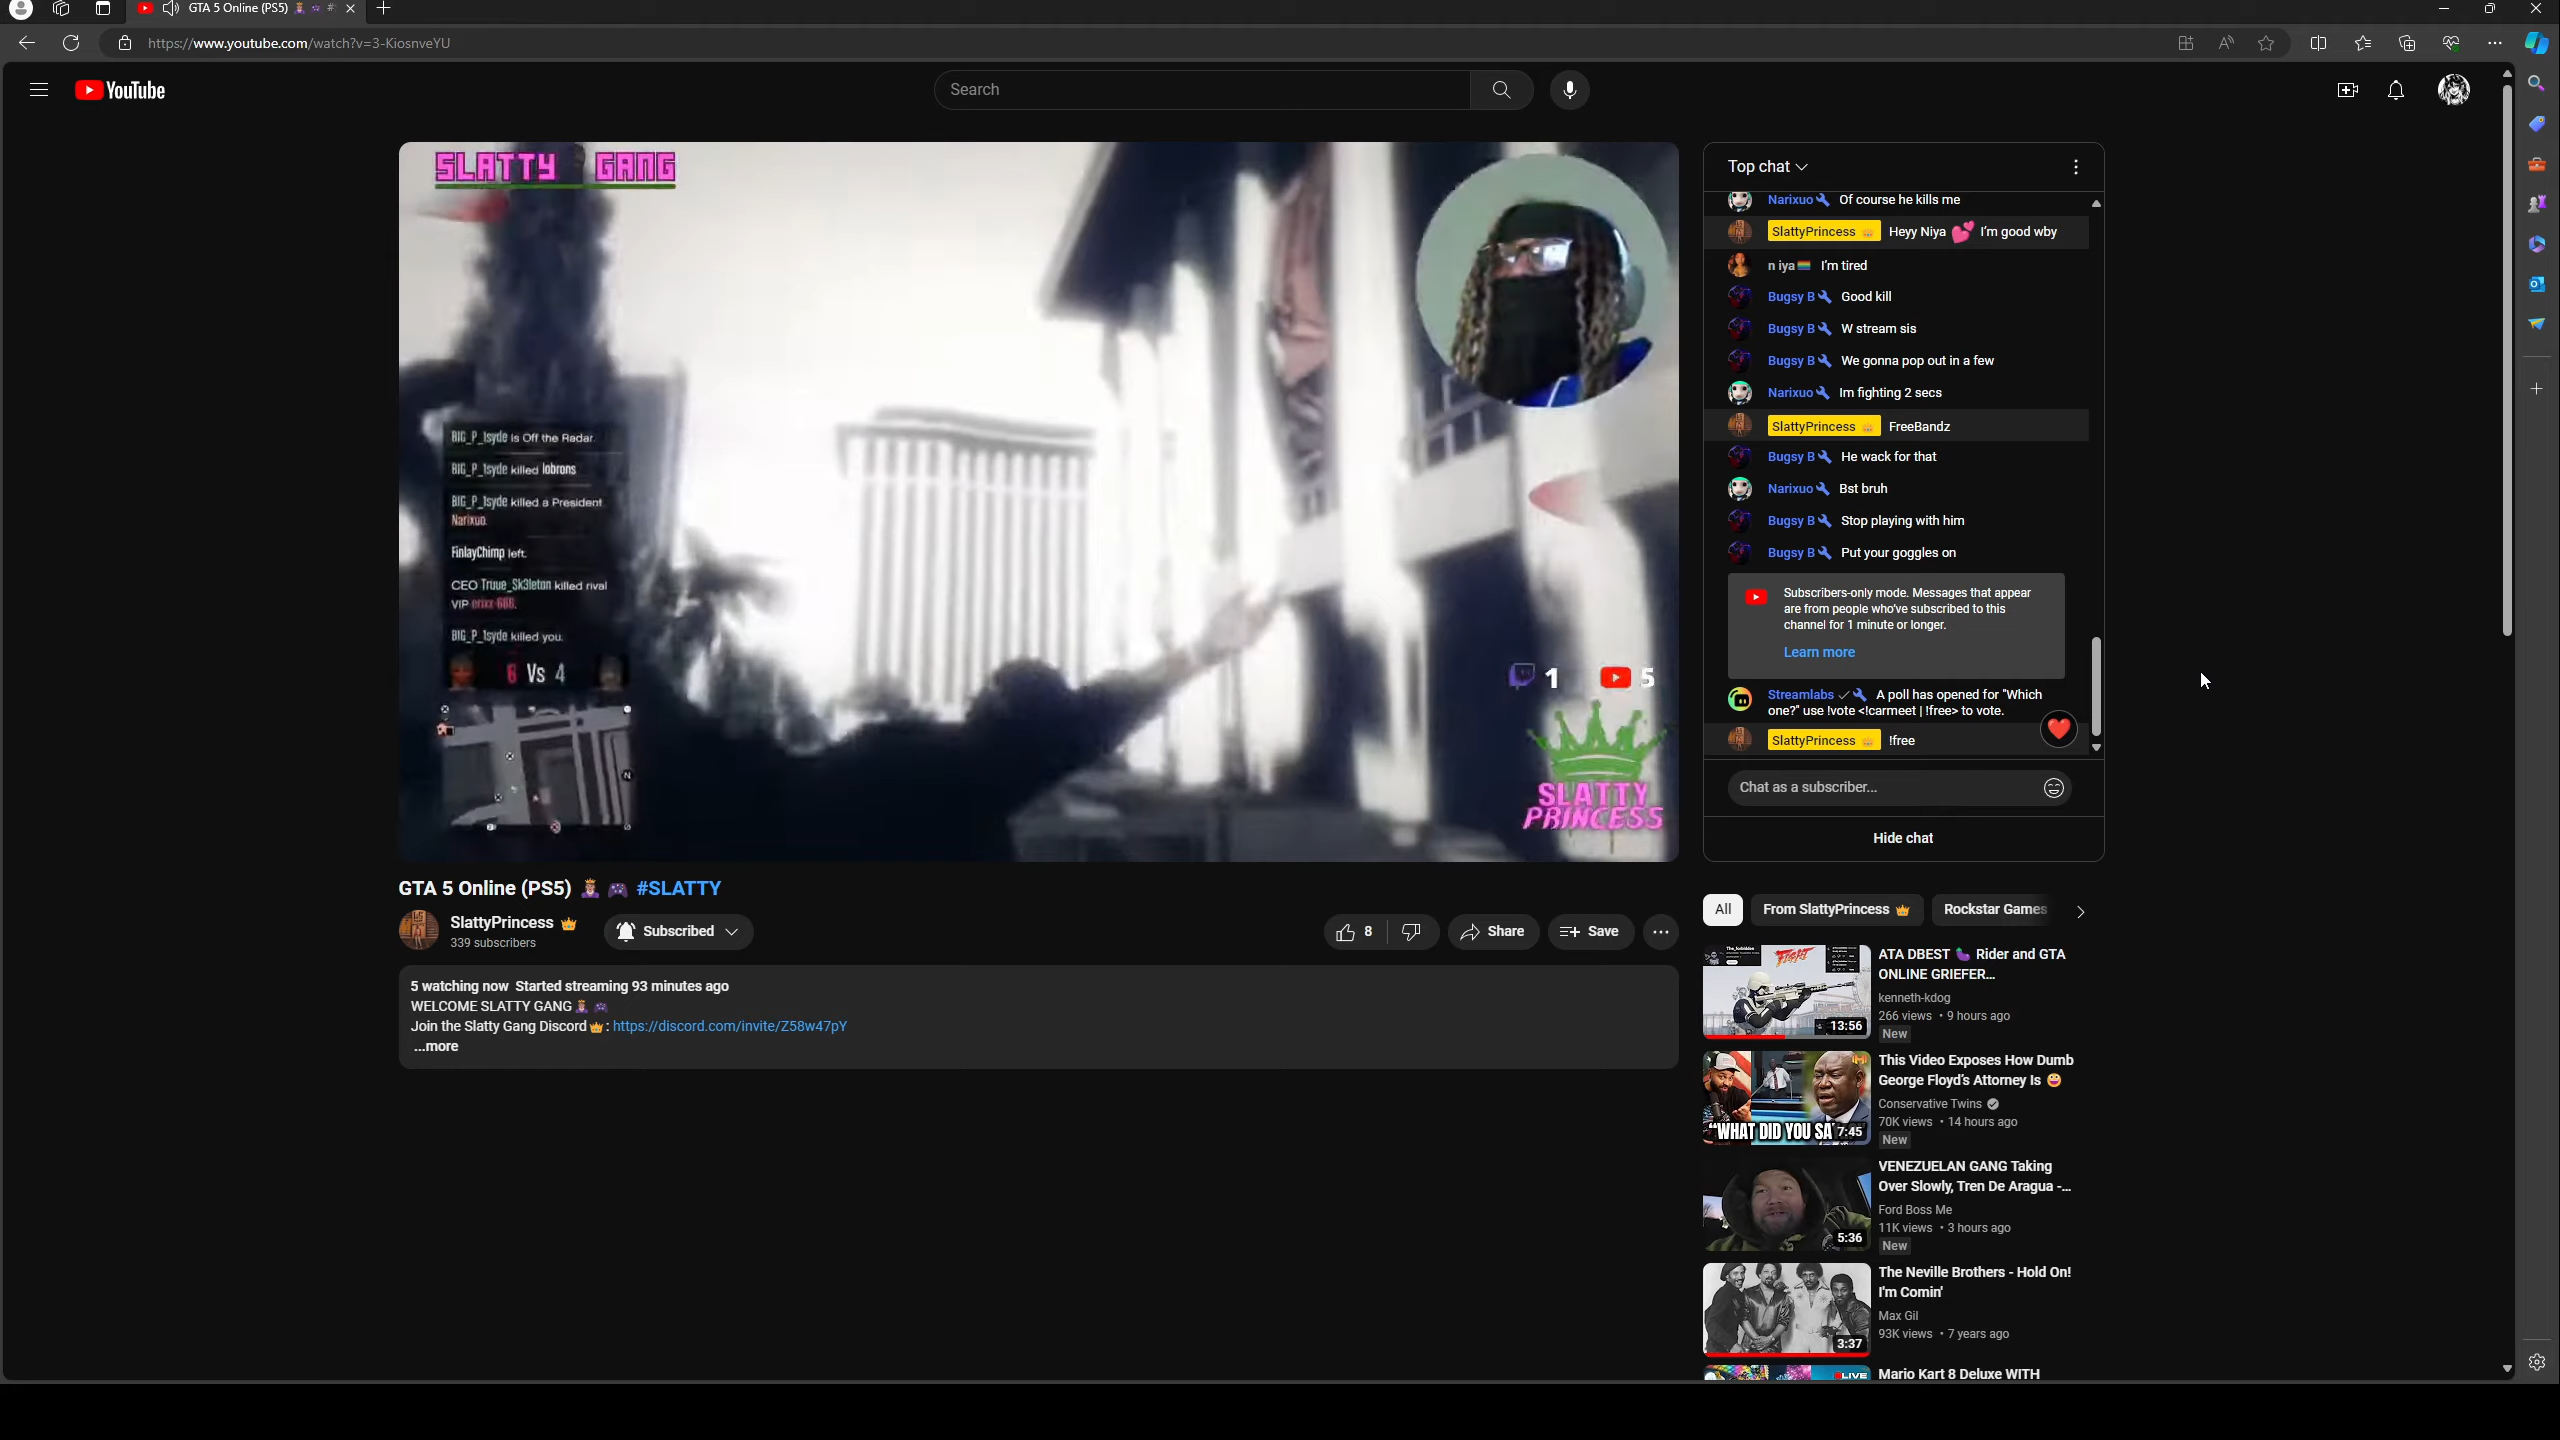 GTA 5 Online (PS5) 👸 🎮 #
https://www.youtube.com/watch?v=3-KiosnveYU
YouTube
Search
SLATTY GANG
BIG_P_1syde is Off the Radar.
BIG_P_1syde killed lobrons
BIG_P_1syde killed a President
Narixuo.
FinlayChimp left.
CEO Truue_Sk3leton killed rival
VIP
BIG_P_1syde killed you.
6 Vs 4
N
1 5
SLATTY
PRINCESS
Top chat
Narixuo Of course he kills me
SlattyPrincess 👑 Heyy Niya 💕 I'm good wby
n iya🏳️‍🌈 I'm tired
Bugsy B Good kill
Bugsy B W stream sis
Bugsy B We gonna pop out in a few
Narixuo Im fighting 2 secs
SlattyPrincess 👑 FreeBandz
Bugsy B He wack for that
Narixuo Bst bruh
Bugsy B Stop playing with him
Bugsy B Put your goggles on
Subscribers-only mode. Messages that appear
are from people who've subscribed to this
channel for 1 minute or longer.
Learn more
Streamlabs A poll has opened for "Which
one?" use !vote <!carmeet | !free> to vote.
SlattyPrincess 👑 !free
Chat as a subscriber...
Hide chat
GTA 5 Online (PS5) 👸 🎮 #SLATTY
SlattyPrincess 👑
339 subscribers
Subscribed
8
Share
Save
5 watching now Started streaming 93 minutes ago
WELCOME SLATTY GANG👸 🎮
Join the Slatty Gang Discord👑: https://discord.com/invite/Z58w47pY
...more
All
From SlattyPrincess 👑
Rockstar Games
FIGHT
13:56
ATA DBEST 🍆 Rider and GTA
ONLINE GRIEFER...
kenneth-kdog
266 views • 9 hours ago
New
"WHAT DID YOU SA
7:45
This Video Exposes How Dumb
George Floyd's Attorney Is 😀
Conservative Twins
70K views • 14 hours ago
New
5:36
VENEZUELAN GANG Taking
Over Slowly, Tren De Aragua -...
Ford Boss Me
11K views • 3 hours ago
New
3:37
The Neville Brothers - Hold On!
I'm Comin'
Max Gil
93K views • 7 years ago
LIVE
Mario Kart 8 Deluxe WITH